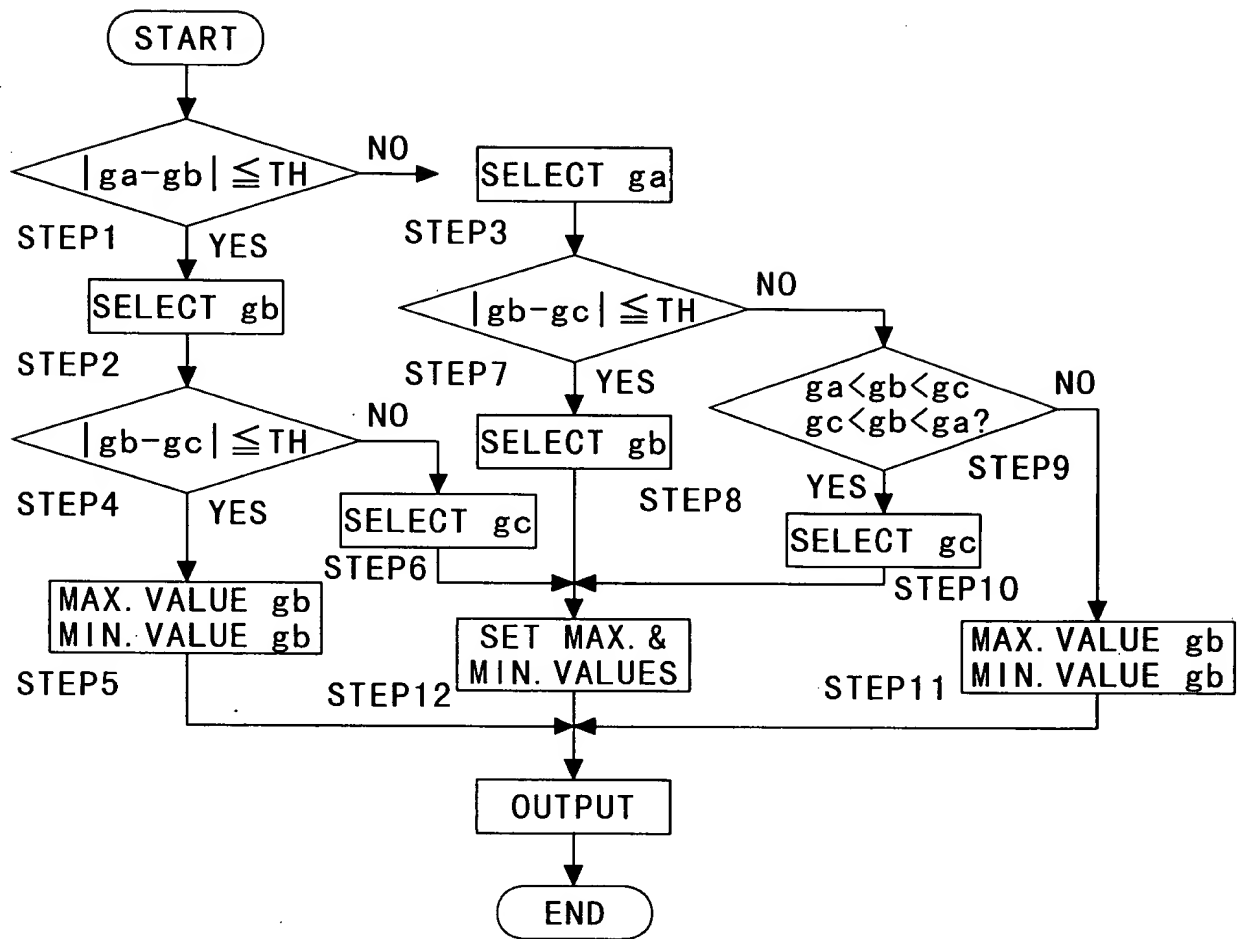 START
|ga-gb|≦TH
NO
STEP1
YES
SELECT ga
STEP3
SELECT gb
STEP2
|gb-gc|≦TH
NO
STEP7
YES
ga<gb<gc
gc<gb<ga?
NO
STEP9
YES
|gb-gc|≦TH
NO
STEP4
YES
SELECT gb
STEP8
SELECT gc
STEP6
SELECT gc
STEP10
MAX. VALUE gb
MIN. VALUE gb
STEP5
SET MAX. &
MIN. VALUES
STEP12
MAX. VALUE gb
MIN. VALUE gb
STEP11
OUTPUT
END